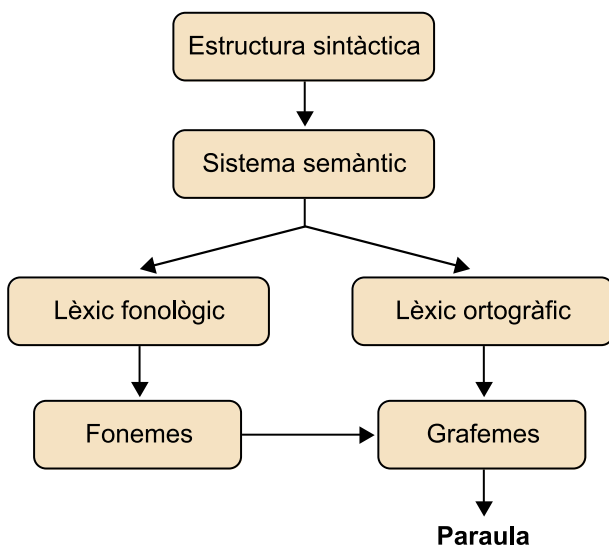 Estructura sintàctica
Sistema semàntic
Lèxic fonològic
Lèxic ortogràfic
Fonemes
Grafemes
Paraula